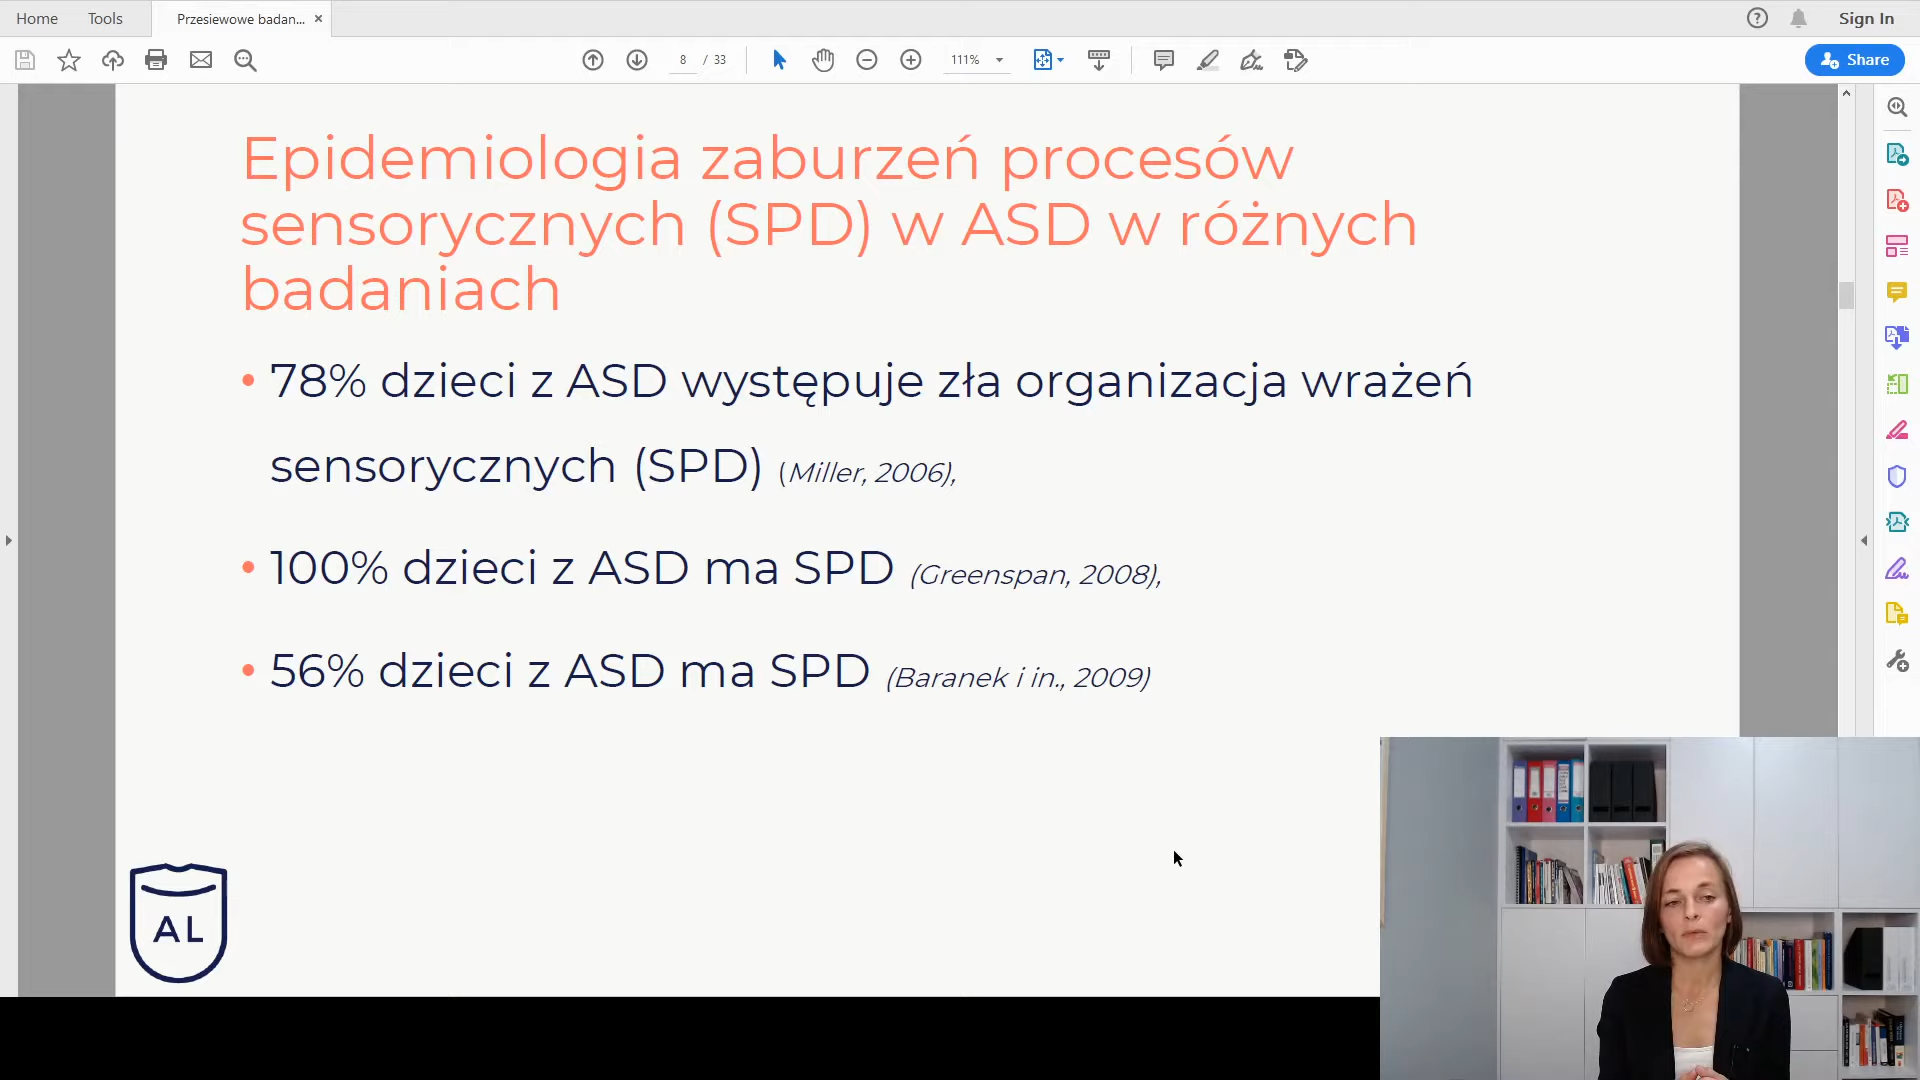 Home
Tools
Przesiewowe badan...
Sign In
8 / 33
111%
Share
Epidemiologia zaburzeń procesów
sensorycznych (SPD) w ASD w różnych
badaniach
• 78% dzieci z ASD występuje zła organizacja wrażeń
sensorycznych (SPD) (Miller, 2006),
• 100% dzieci z ASD ma SPD (Greenspan, 2008),
• 56% dzieci z ASD ma SPD (Baranek i in., 2009)
AL